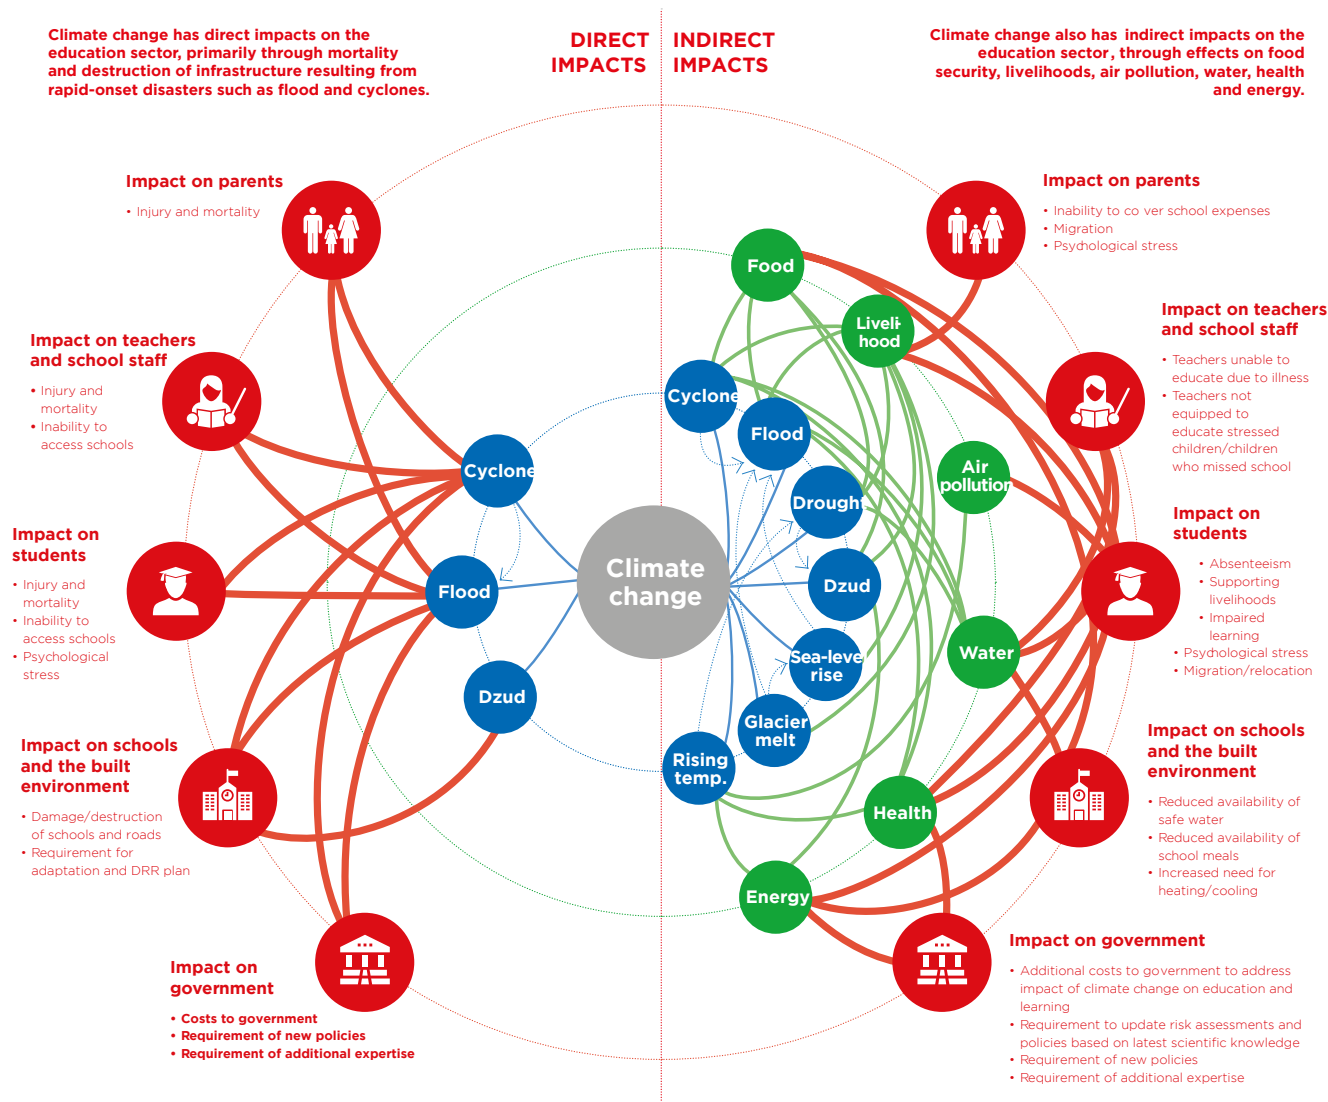 Climate change has direct impacts on the
education sector, primarily through mortality
and destruction of infrastructure resulting from
rapid-onset disasters such as flood and cyclones.
DIRECT
IMPACTS
INDIRECT
IMPACTS
Climate change also has indirect impacts on the
education sector, through effects on food
security, livelihoods, air pollution, water, health
and energy.
Impact on parents
• Injury and mortality
Impact on teachers
and school staff
• Injury and
mortality
• Inability to
access schools
Impact on
students
• Injury and
mortality
• Inability to
access schools
• Psychological
stress
Impact on schools
and the built
environment
• Damage/destruction
of schools and roads
• Requirement for
adaptation and DRR plan
Impact on
government
• Costs to government
• Requirement of new policies
• Requirement of additional expertise
Cyclone
Flood
Dzud
Climate
change
Food
Liveli-
hood
Cyclone
Flood
Air
pollution
Drought
Dzud
Water
Sea-level
rise
Glacier
melt
Rising
temp.
Health
Energy
Impact on parents
• Inability to co ver school expenses
• Migration
• Psychological stress
Impact on teachers
and school staff
• Teachers unable to
educate due to illness
• Teachers not
equipped to
educate stressed
children/children
who missed school
Impact on
students
• Absenteeism
• Supporting
livelihoods
• Impaired
learning
• Psychological stress
• Migration/relocation
Impact on schools
and the built
environment
• Reduced availability of
safe water
• Reduced availability of
school meals
• Increased need for
heating/cooling
Impact on government
• Additional costs to government to address
impact of climate change on education and
learning
• Requirement to update risk assessments and
policies based on latest scientific knowledge
• Requirement of new policies
• Requirement of additional expertise